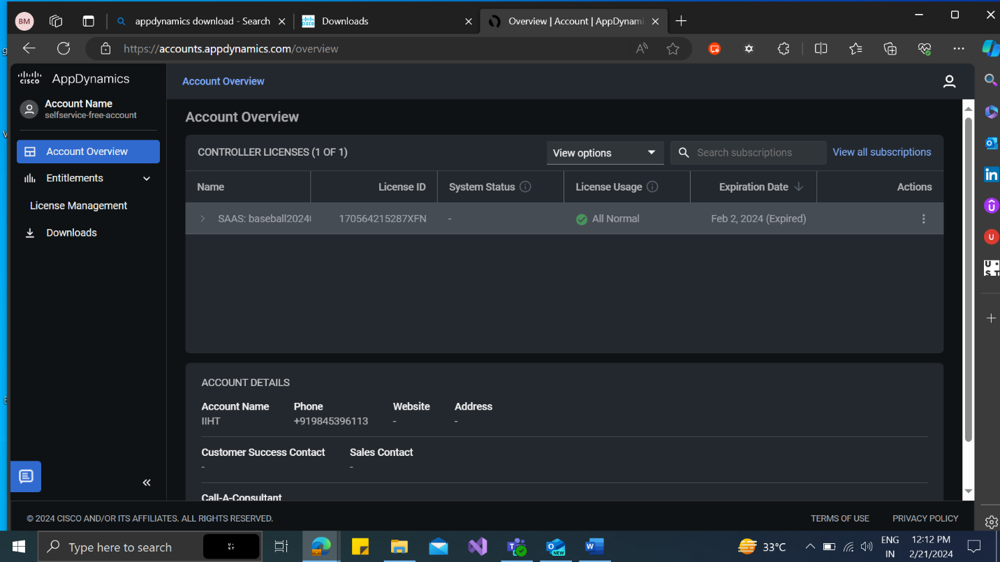 BM
appdynamics download - Search
Downloads
Overview | Account | AppDynami
https://accounts.appdynamics.com/overview
cisco AppDynamics
Account Overview
Account Name
selfservice-free-account
Account Overview
Account Overview
CONTROLLER LICENSES (1 OF 1)
View options
Search subscriptions
View all subscriptions
Entitlements
Name
License ID
System Status
License Usage
Expiration Date
Actions
License Management
SAAS: baseball2024
170564215287XFN
-
All Normal
Feb 2, 2024 (Expired)
Downloads
ACCOUNT DETAILS
Account Name
Phone
Website
Address
IIHT
+919845396113
-
-
Customer Success Contact
Sales Contact
-
-
Call-A-Consultant
© 2024 CISCO AND/OR ITS AFFILIATES. ALL RIGHTS RESERVED.
TERMS OF USE
PRIVACY POLICY
Type here to search
33°C
ENG
IN
12:12 PM
2/21/2024